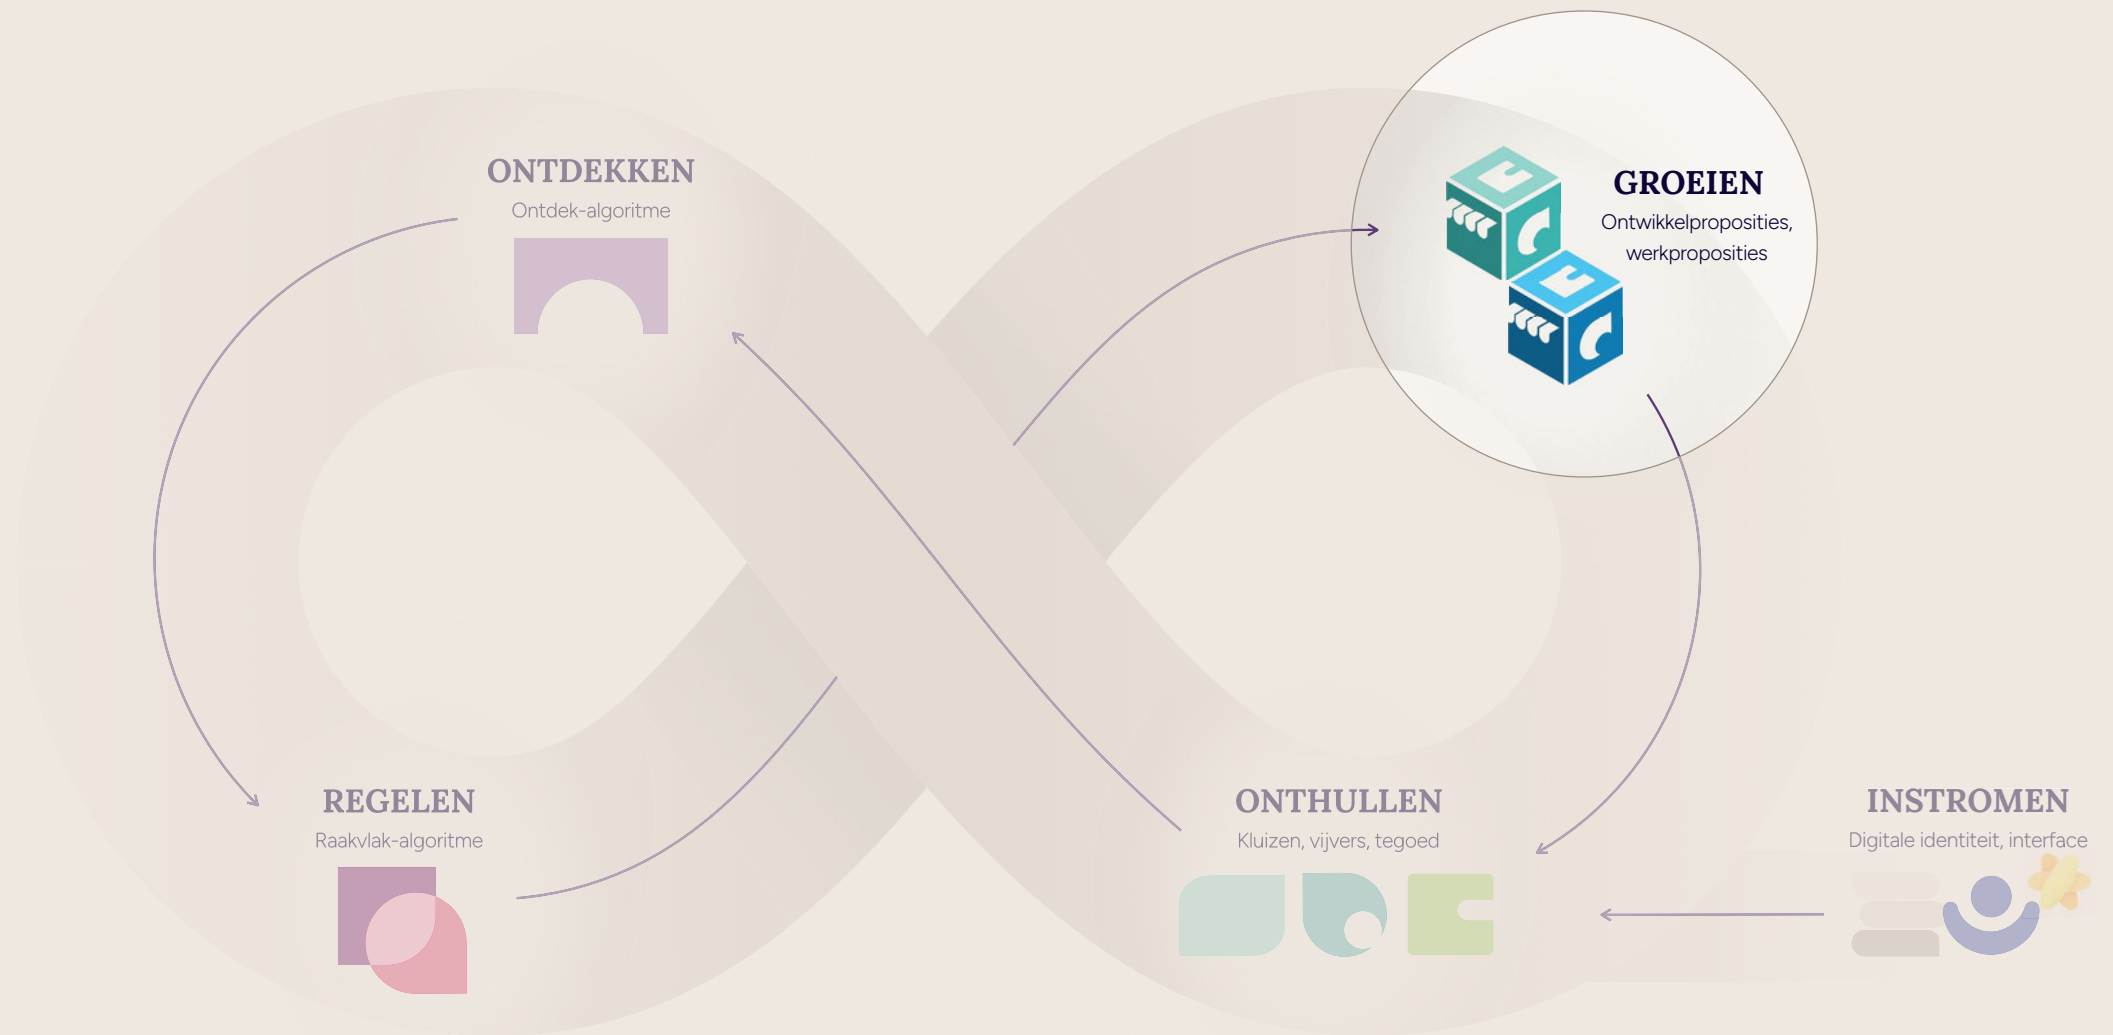 ONTDEKKEN
Ontdek-algoritme
GROEIEN
Ontwikkelproposities,
werkproposities
REGELEN
Raakvlak-algoritme
ONTHULLEN
Kluizen, vijvers, tegoed
INSTROMEN
Digitale identiteit, interface